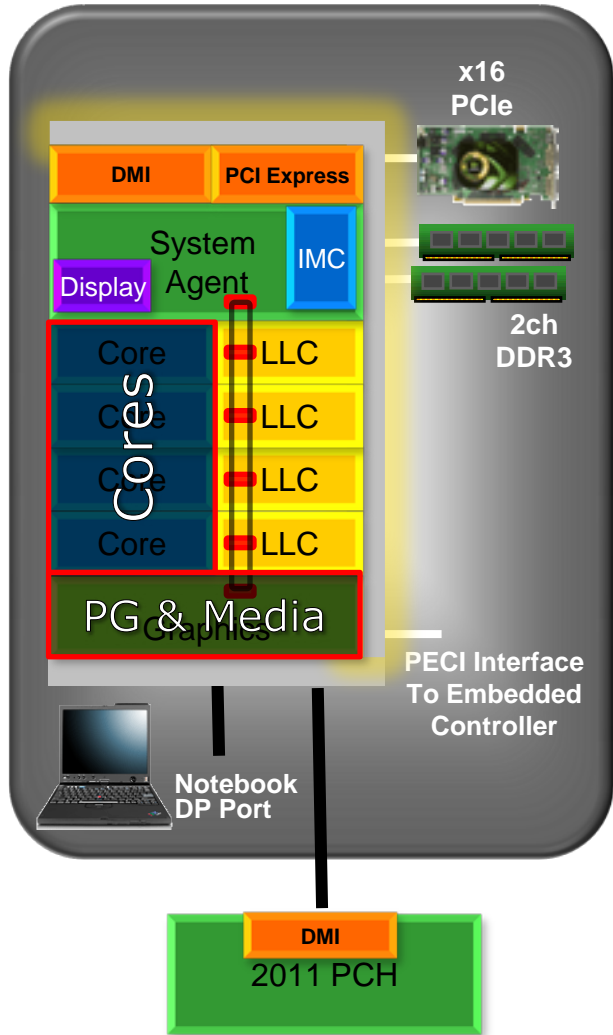 x16
PCIe
DMI
PCI Express
System
Agent
IMC
Display
2ch
DDR3
Core
LLC
Core
LLC
Core
LLC
Core
LLC
Cores
PG & Media
Graphics
PECI Interface
To Embedded
Controller
Notebook
DP Port
DMI
2011 PCH